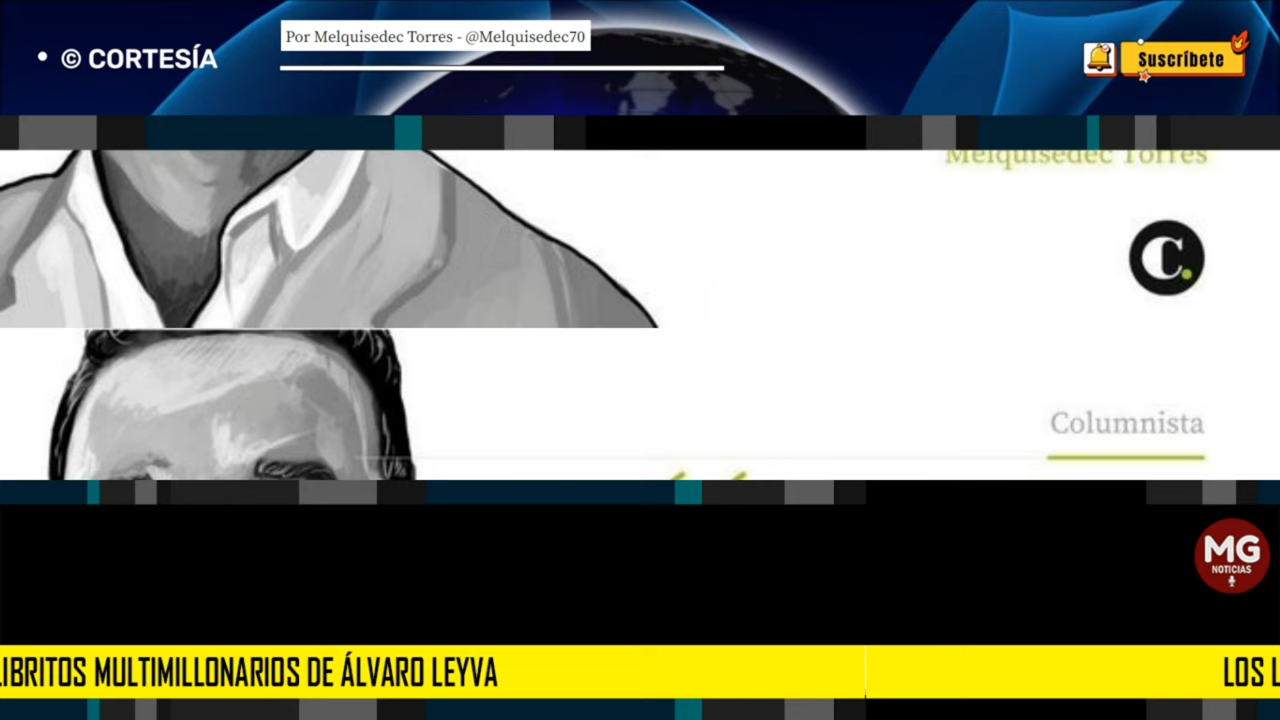 • © CORTESÍA
Por Melquisedec Torres - @Melquisedec70
Suscríbete
Melquisedec Torres
C
Columnista
MG
NOTICIAS
LIBRITOS MULTIMILLONARIOS DE ÁLVARO LEYVA
LOS L